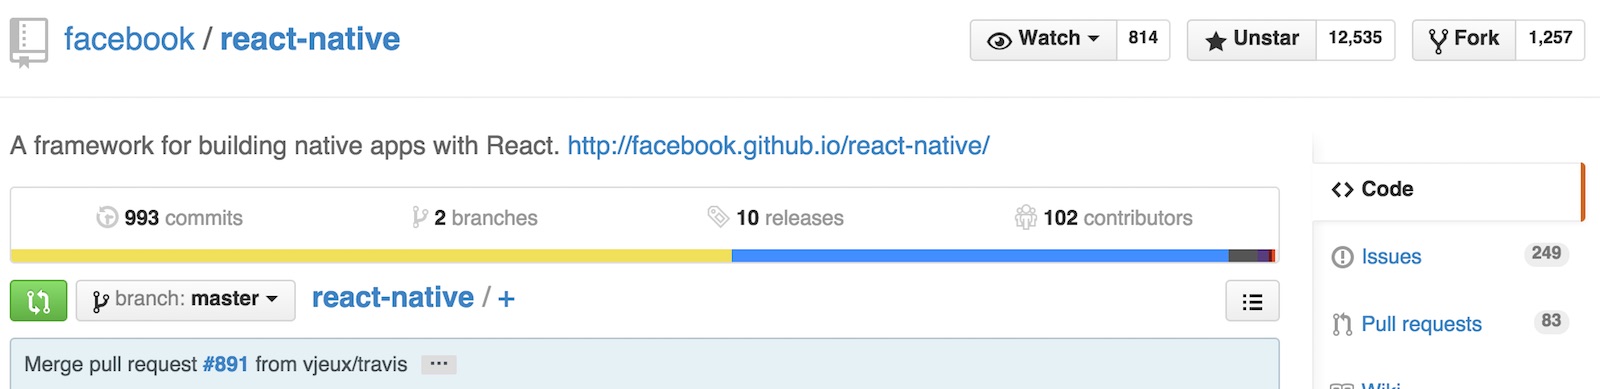 facebook / react-native
Watch 814
Unstar 12,535
Fork 1,257
A framework for building native apps with React. http://facebook.github.io/react-native/
993 commits
2 branches
10 releases
102 contributors
branch: master
react-native / +
Merge pull request #891 from vjeux/travis ···
Code
Issues 249
Pull requests 83
Wiki